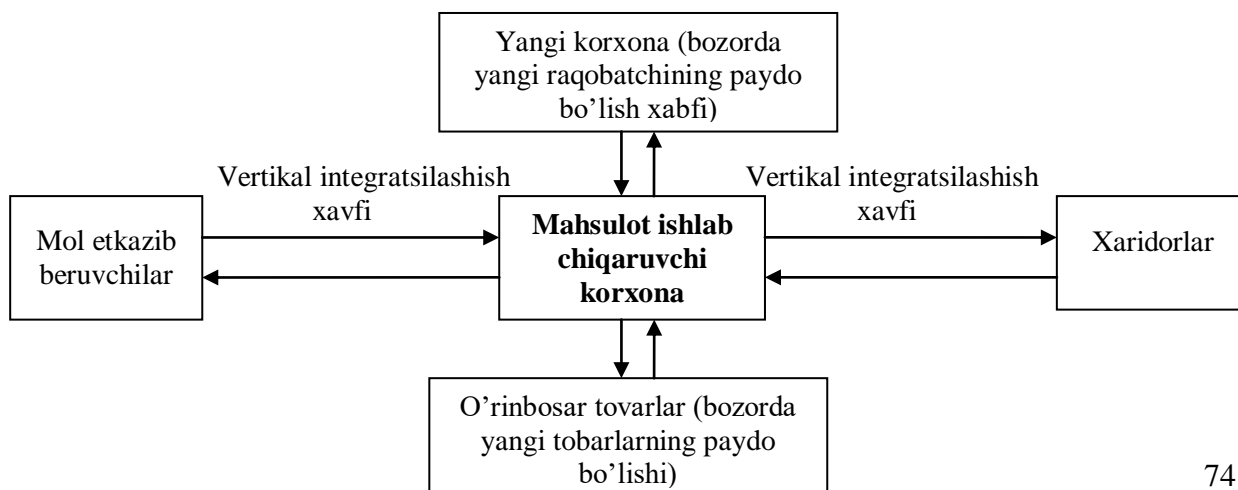 Yangi korxona (bozorda
yangi raqobatchining paydo
bo’lish xabfi)
Vertikal integratsilashish
xavfi
Vertikal integratsilashish
xavfi
Mol etkazib
beruvchilar
Mahsulot ishlab
chiqaruvchi
korxona
Xaridorlar
O’rinbosar tovarlar (bozorda
yangi tobarlarning paydo
bo’lishi)
74